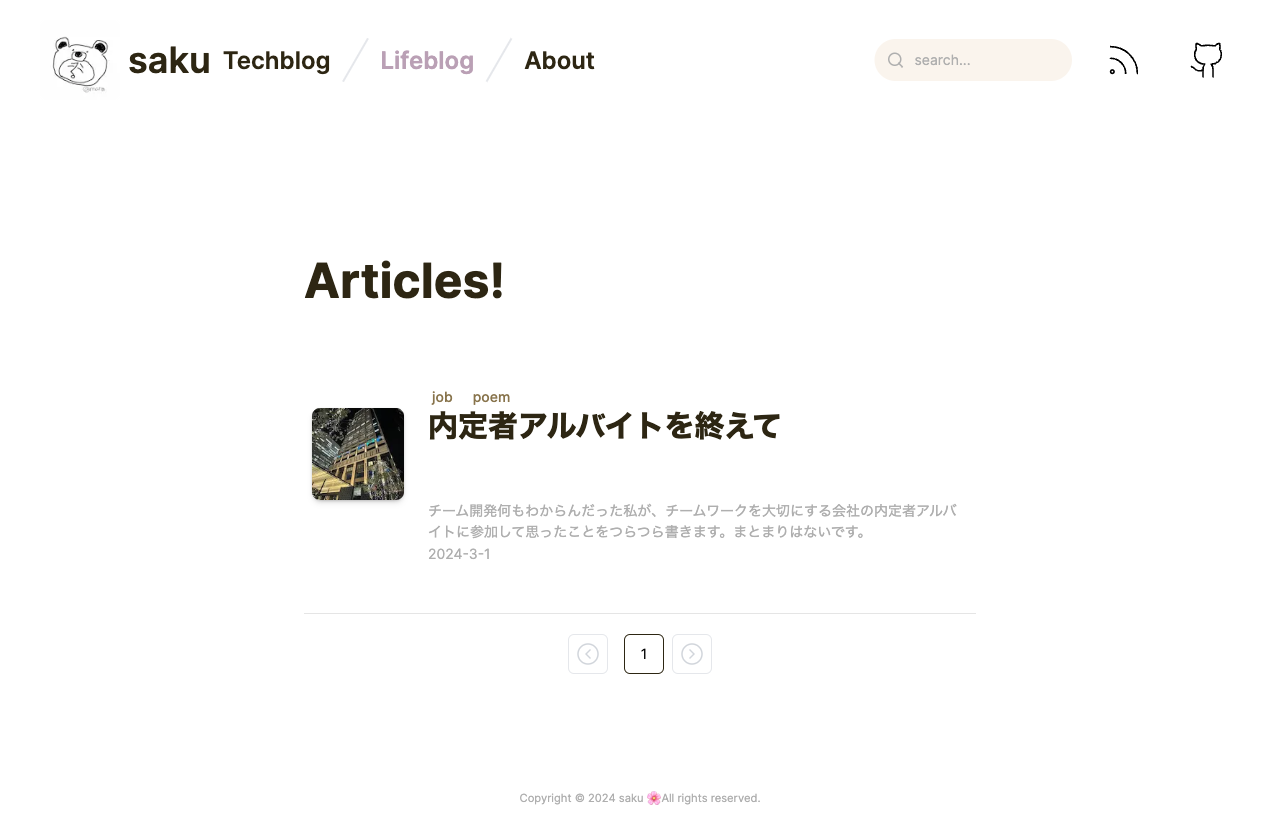 saku Techblog Lifeblog About search...
Articles!
job poem
内定者アルバイトを終えて
チーム開発何もわからんだった私が、チームワークを大切にする会社の内定者アルバ
イトに参加して思ったことをつらつら書きます。まとまりはないです。
2024-3-1
1
Copyright © 2024 saku 🌸All rights reserved.